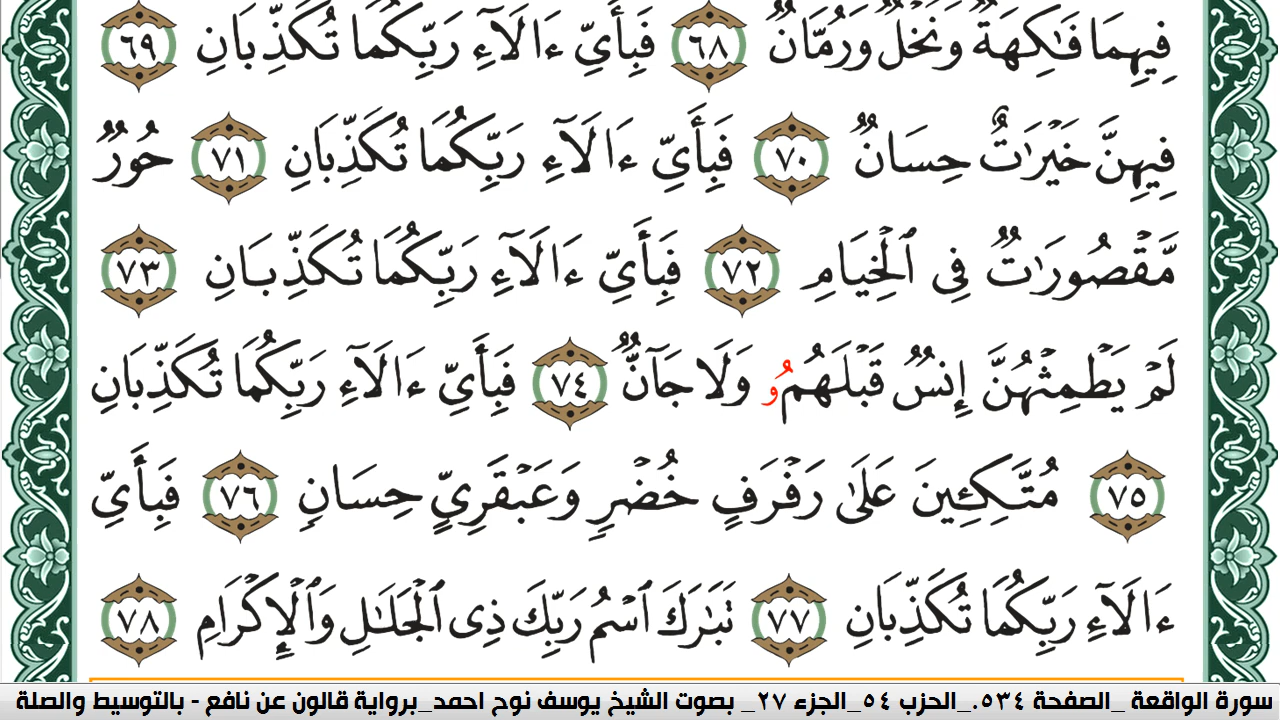 فِيهِمَا فَٰكِهَةٌ وَنَخْلٌ وَرُمَّانٌ ٦٨ فَبِأَيِّ ءَالَآءِ رَبِّكُمَا تُكَذِّبَانِ ٦٩
فِيهِنَّ خَيْرَٰتٌ حِسَانٌ ٧٠ فَبِأَيِّ ءَالَآءِ رَبِّكُمَا تُكَذِّبَانِ ٧١ حُورٌ
مَّقْصُورَٰتٌ فِى ٱلْخِيَامِ ٧٢ فَبِأَيِّ ءَالَآءِ رَبِّكُمَا تُكَذِّبَانِ ٧٣
لَمْ يَطْمِثْهُنَّ إِنسٌ قَبْلَهُمُو وَلَا جَآنٌّ ٧٤ فَبِأَيِّ ءَالَآءِ رَبِّكُمَا تُكَذِّبَانِ
٧٥ مُتَّكِـِٔينَ عَلَىٰ رَفْرَفٍ خُضْرٍ وَعَبْقَرِيٍّ حِسَانٍ ٧٦ فَبِأَيِّ
ءَالَآءِ رَبِّكُمَا تُكَذِّبَانِ ٧٧ تَبَٰرَكَ ٱسْمُ رَبِّكَ ذِى ٱلْجَلَٰلِ وَٱلْإِكْرَامِ ٧٨
سورة الواقعة _الصفحة ٥٣٤._الحزب ٥٤_الجزء ٢٧_ بصوت الشيخ يوسف نوح احمد_برواية قالون عن نافع - بالتوسيط والصلة